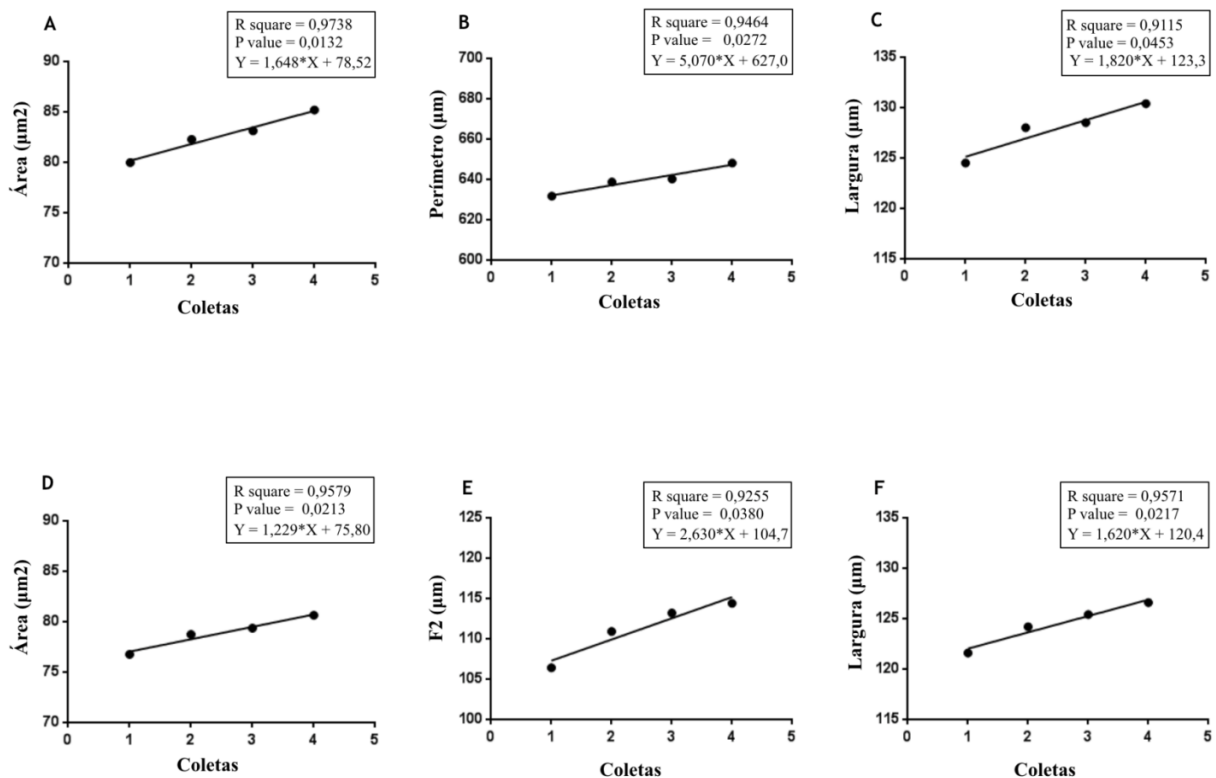 A
R square = 0,9738
P value = 0,0132
Y = 1,648*X + 78,52
Área (µm2)
90
85
80
75
70
0 1 2 3 4 5
Coletas
B
R square = 0,9464
P value = 0,0272
Y = 5,070*X + 627,0
Perímetro (µm)
700
680
660
640
620
600
0 1 2 3 4 5
Coletas
C
R square = 0,9115
P value = 0,0453
Y = 1,820*X + 123,3
Largura (µm)
135
130
125
120
115
0 1 2 3 4 5
Coletas
D
R square = 0,9579
P value = 0,0213
Y = 1,229*X + 75,80
Área (µm2)
90
85
80
75
70
0 1 2 3 4 5
Coletas
E
R square = 0,9255
P value = 0,0380
Y = 2,630*X + 104,7
F2 (µm)
125
120
115
110
105
100
0 1 2 3 4 5
Coletas
F
R square = 0,9571
P value = 0,0217
Y = 1,620*X + 120,4
Largura (µm)
135
130
125
120
115
0 1 2 3 4 5
Coletas